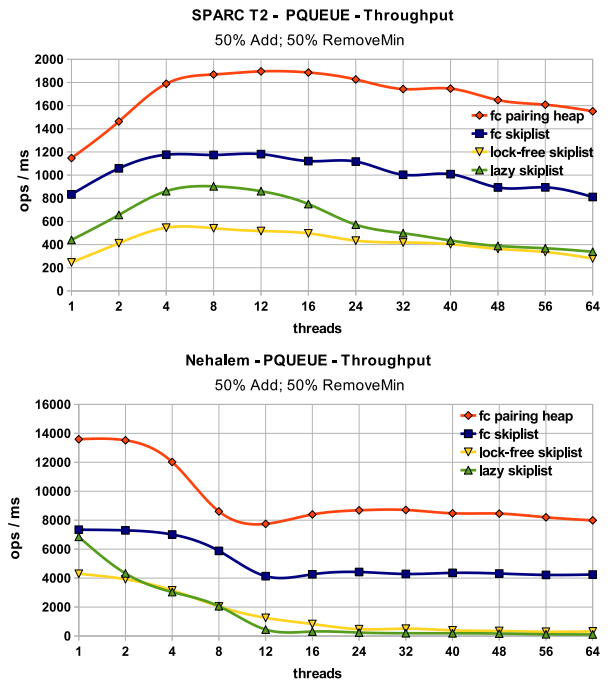 SPARC T2 - PQUEUE - Throughput
50% Add; 50% RemoveMin
2000
1800
1600
1400
1200
1000
800
600
400
200
0
ops / ms
fc pairing heap
fc skiplist
lock-free skiplist
lazy skiplist
1 2 4 8 12 16 24 32 40 48 56 64
threads
Nehalem - PQUEUE - Throughput
50% Add; 50% RemoveMin
16000
14000
12000
10000
8000
6000
4000
2000
0
ops / ms
fc pairing heap
fc skiplist
lock-free skiplist
lazy skiplist
1 2 4 8 12 16 24 32 40 48 56 64
threads